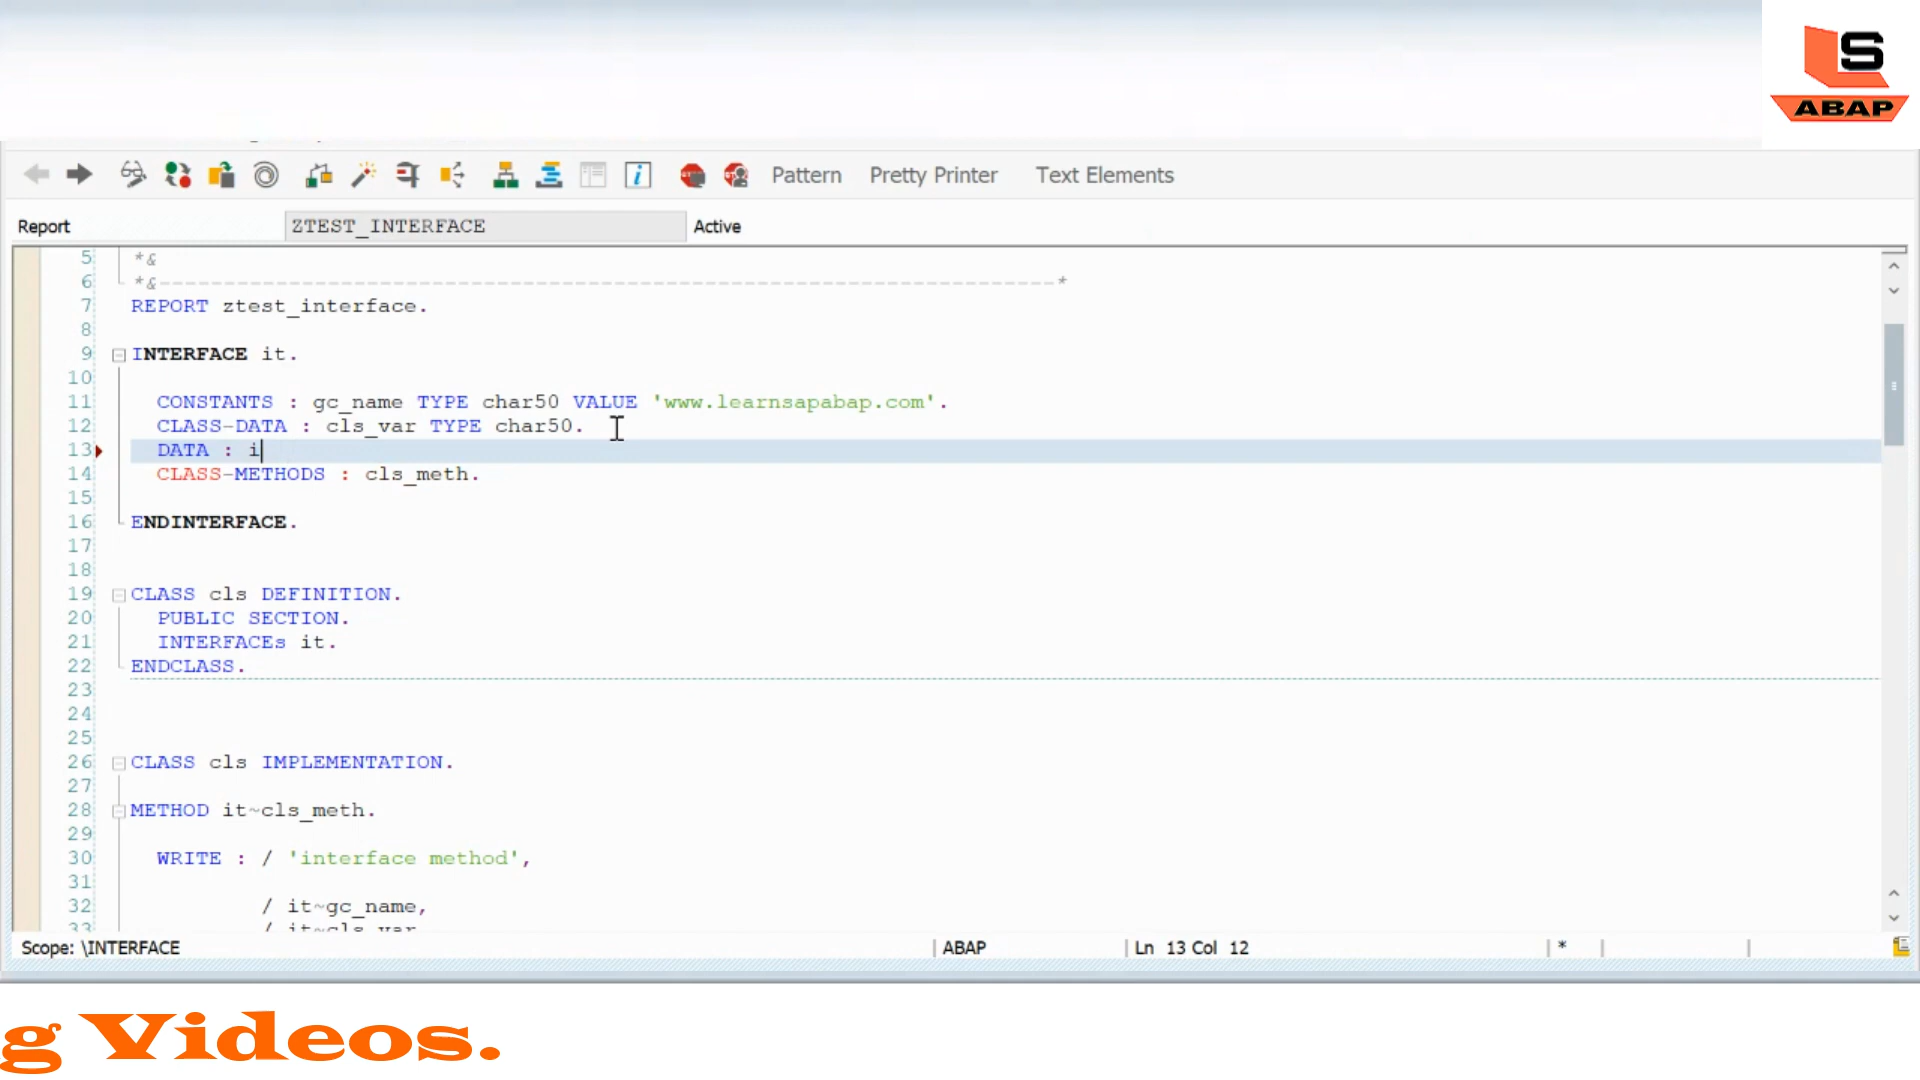 LS
ABAP
Pattern Pretty Printer Text Elements
Report ZTEST_INTERFACE Active
5 *&
6 *&---------------------------------------------------------------------*
7 REPORT ztest_interface.
8
9 INTERFACE it.
10
11 CONSTANTS : gc_name TYPE char50 VALUE 'www.learnsapabap.com'.
12 CLASS-DATA : cls_var TYPE char50.
13 DATA : i
14 CLASS-METHODS : cls_meth.
15
16 ENDINTERFACE.
17
18
19 CLASS cls DEFINITION.
20 PUBLIC SECTION.
21 INTERFACEs it.
22 ENDCLASS.
23
24
25
26 CLASS cls IMPLEMENTATION.
27
28 METHOD it~cls_meth.
29
30 WRITE : / 'interface method',
31
32 / it~gc_name,
33 / it~cls_var
Scope: \INTERFACE ABAP Ln 13 Col 12 *
g Videos.